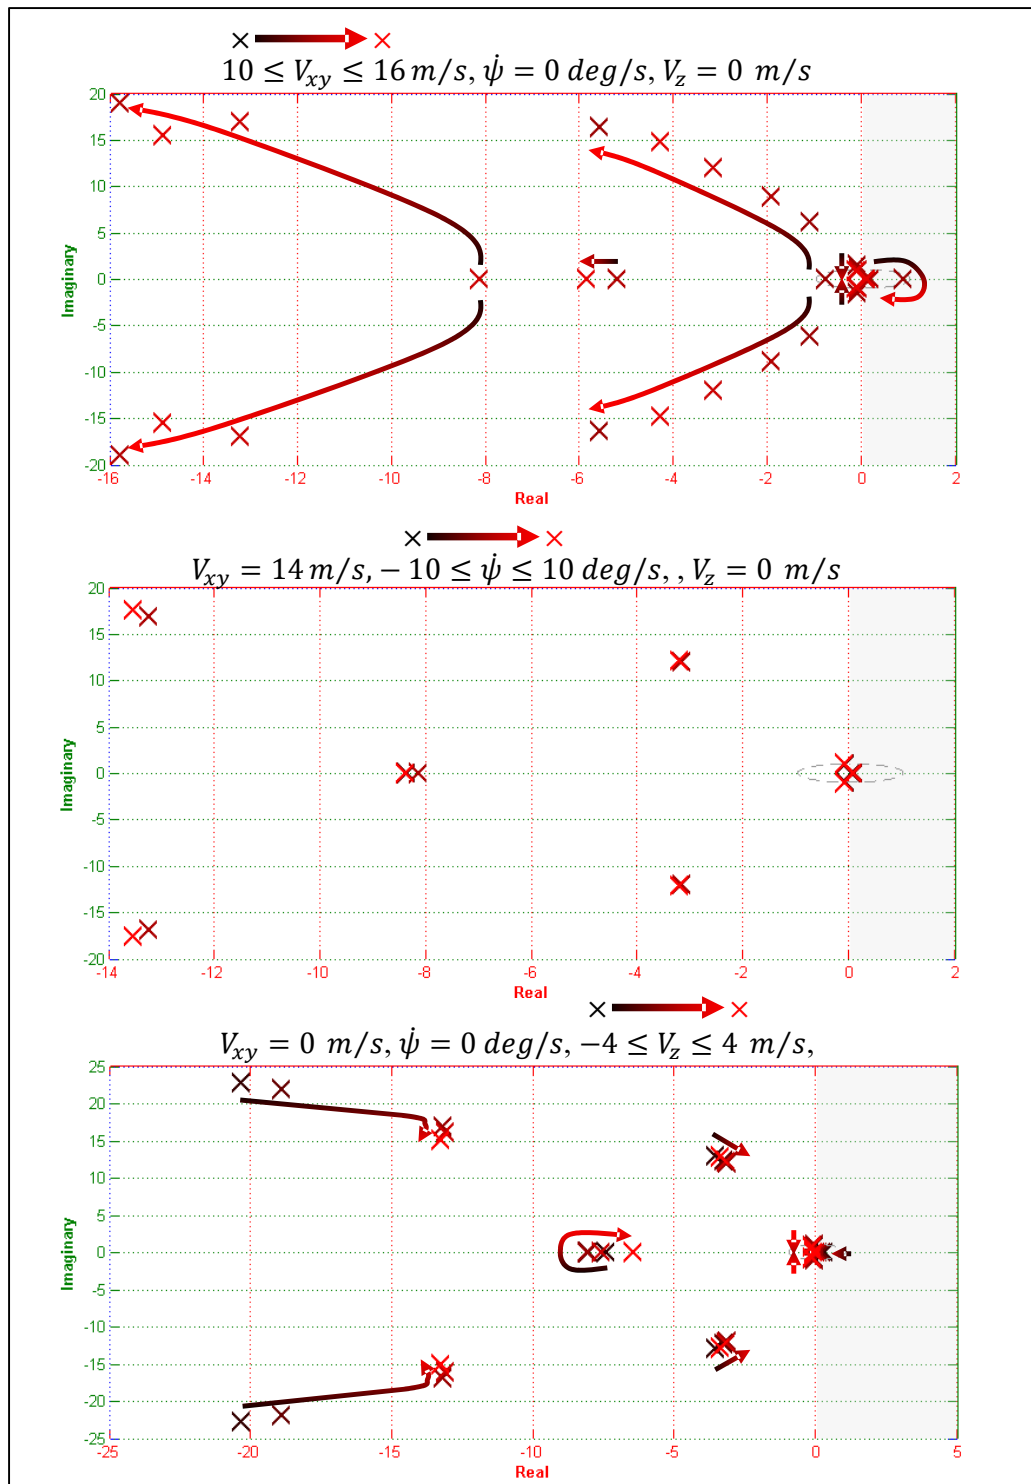 10 ≤ V_xy ≤ 16 m/s, ψ̇ = 0 deg/s, V_z = 0 m/s
20
15
10
5
0
-5
-10
-15
-20
Imaginary
-16 -14 -12 -10 -8 -6 -4 -2 0 2
Real
V_xy = 14 m/s, − 10 ≤ ψ̇ ≤ 10 deg/s, , V_z = 0 m/s
20
15
10
5
0
-5
-10
-15
-20
Imaginary
-14 -12 -10 -8 -6 -4 -2 0 2
Real
V_xy = 0 m/s, ψ̇ = 0 deg/s, −4 ≤ V_z ≤ 4 m/s,
25
20
15
10
5
0
-5
-10
-15
-20
-25
Imaginary
-25 -20 -15 -10 -5 0 5
Real